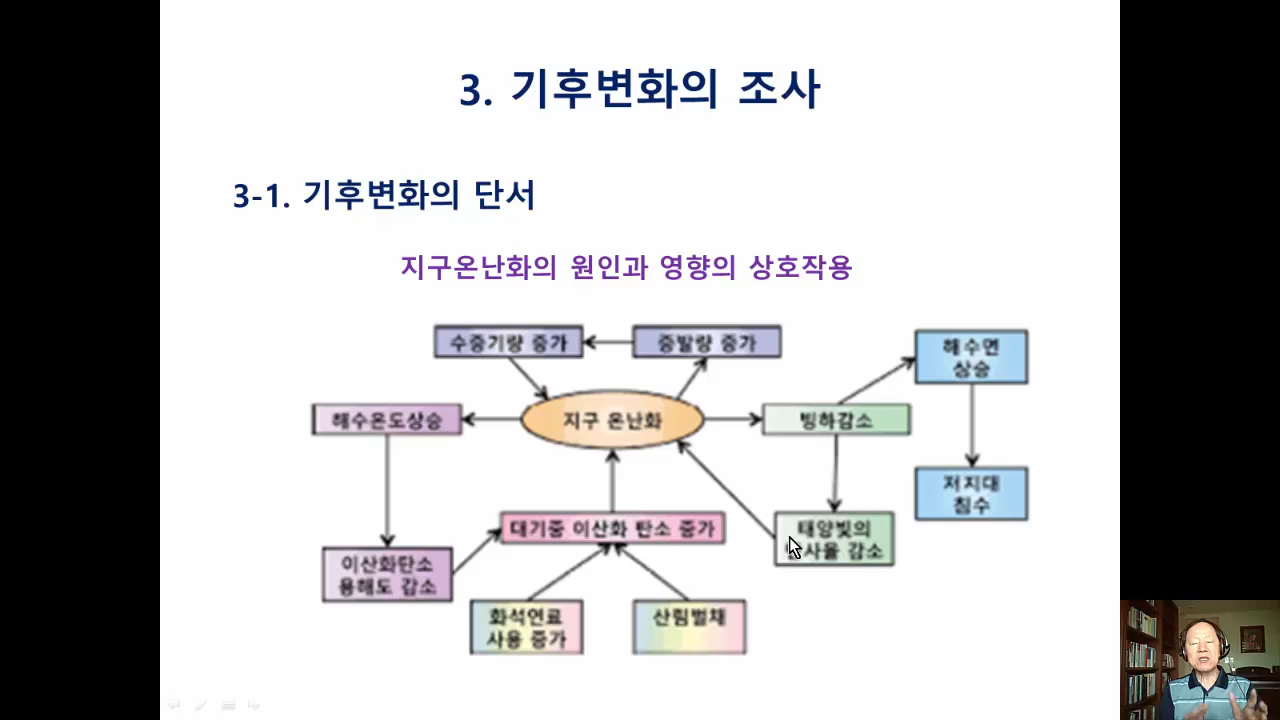 3. 기후변화의 조사
3-1. 기후변화의 단서
지구온난화의 원인과 영향의 상호작용
수증기량 증가
증발량 증가
해수면
상승
해수온도상승
지구 온난화
빙하감소
저지대
침수
대기중 이산화 탄소 증가
태양빛의
사율 감소
이산화탄소
용해도 감소
화석연료
사용 증가
산림벌채